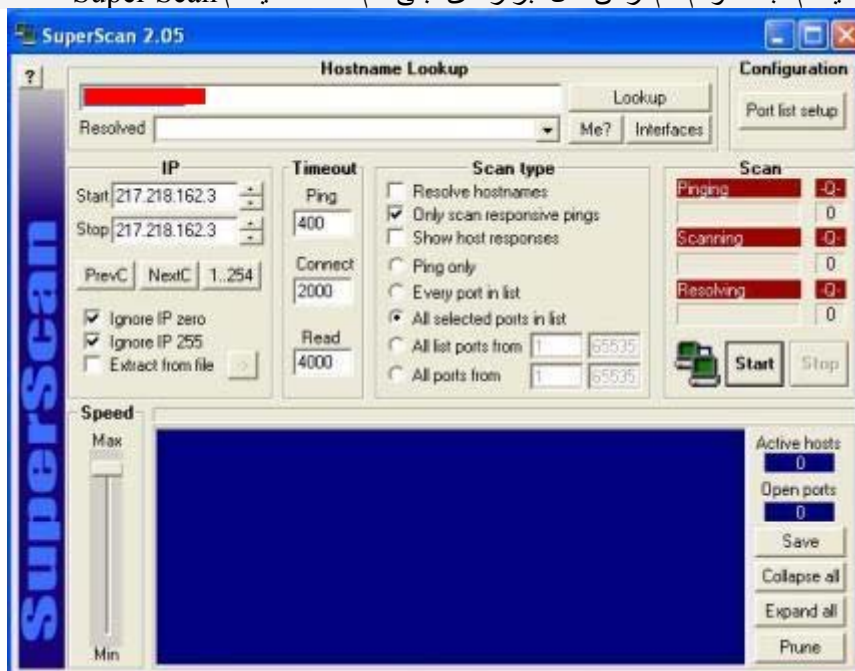 Super Scan
SuperScan 2.05
?
Hostname Lookup
Lookup
Resolved
Me?
Interfaces
Configuration
Port list setup
IP
Start 217.218.162.3
Stop 217.218.162.3
PrevC
NextC
1..254
Ignore IP zero
Ignore IP 255
Extract from file
->
Timeout
Ping
400
Connect
2000
Read
4000
Scan type
Resolve hostnames
Only scan responsive pings
Show host responses
Ping only
Every port in list
All selected ports in list
All list ports from 1 65535
All ports from 1 65535
Scan
Pinging -Q-
0
Scanning -Q-
0
Resolving -Q-
0
Start
Stop
SuperScan
Speed
Max
Min
Active hosts
0
Open ports
0
Save
Collapse all
Expand all
Prune